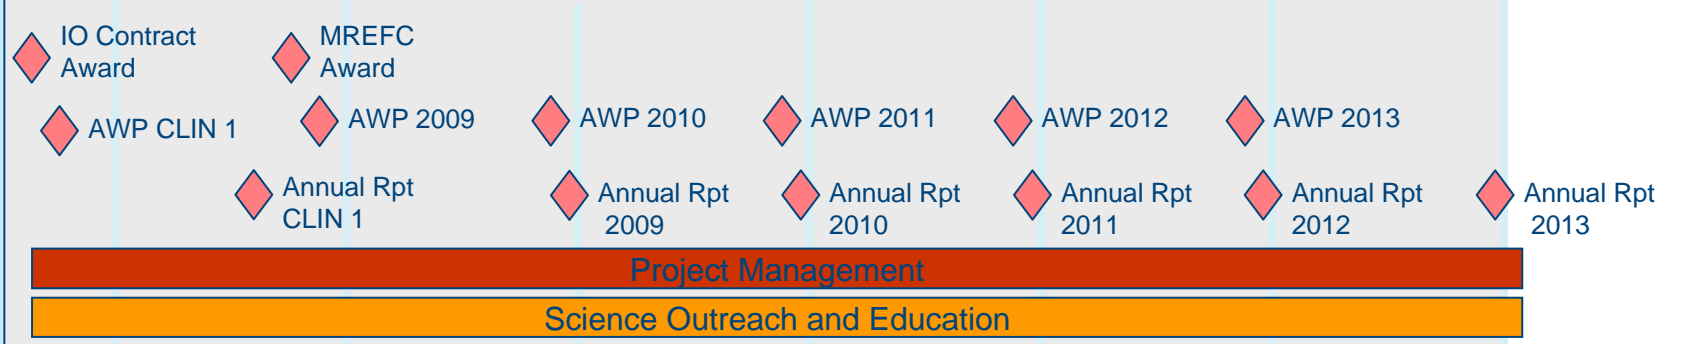 IO Contract
Award
MREFC
Award
AWP CLIN 1
AWP 2009
AWP 2010
AWP 2011
AWP 2012
AWP 2013
Annual Rpt
CLIN 1
Annual Rpt
2009
Annual Rpt
2010
Annual Rpt
2011
Annual Rpt
2012
Annual Rpt
2013
Project Management
Science Outreach and Education